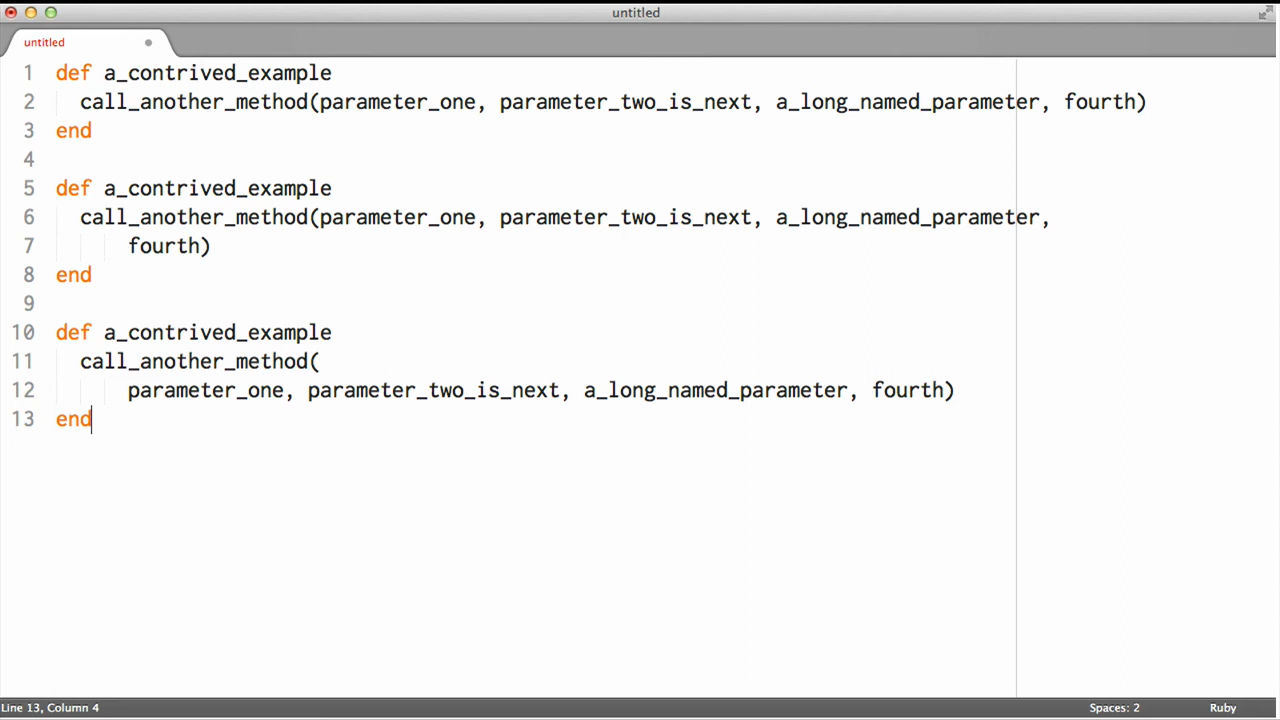 untitled
untitled
1 def a_contrived_example
2 call_another_method(parameter_one, parameter_two_is_next, a_long_named_parameter, fourth)
3 end
4
5 def a_contrived_example
6 call_another_method(parameter_one, parameter_two_is_next, a_long_named_parameter,
7 fourth)
8 end
9
10 def a_contrived_example
11 call_another_method(
12 parameter_one, parameter_two_is_next, a_long_named_parameter, fourth)
13 end
Line 13, Column 4 Spaces: 2 Ruby